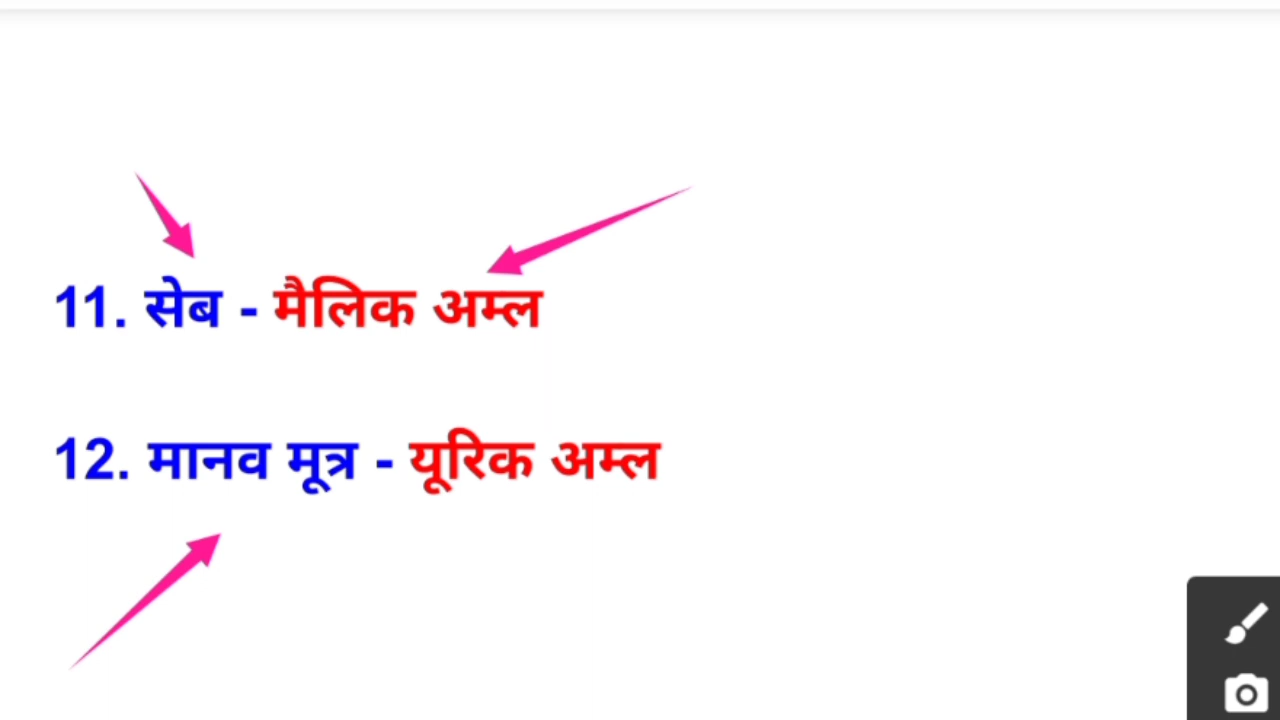 11. सेब - मैलिक अम्ल
12. मानव मूत्र - यूरिक अम्ल